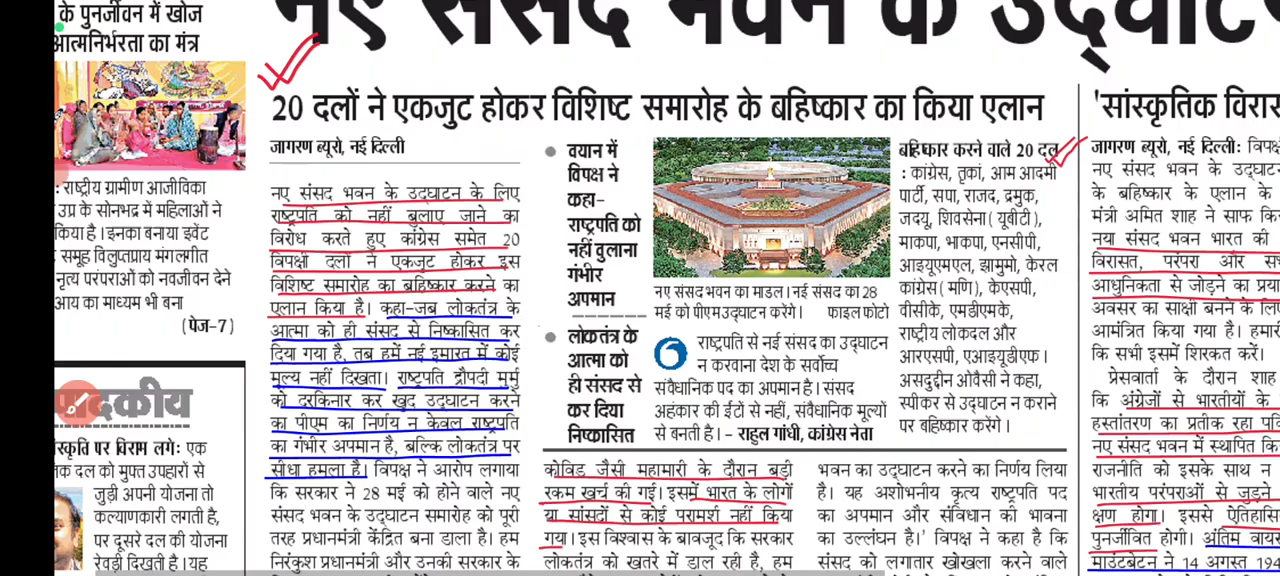 के पुनर्जीवन में खोज
आत्मनिर्भरता का मंत्र
: राष्ट्रीय ग्रामीण आजीविका
उप्र के सोनभद्र में महिलाओं ने
किया है। इनका बनाया इवेंट
समूह विलुप्तप्राय मंगलगीत
नृत्य परंपराओं को नवजीवन देने
आय का माध्यम भी बना
(पेज-7)
एक
दल को मुफ्त उपहारों से
जुड़ी अपनी योजना तो
कल्याणकारी लगती है,
पर दूसरे दल की योजना
रेवड़ी दिखती है। यह
नए संसद भवन के उद्घाटन
20 दलों ने एकजुट होकर विशिष्ट समारोह के बहिष्कार का किया एलान
जागरण ब्यूरो, नई दिल्ली
नए संसद भवन के उद्घाटन के लिए
राष्ट्रपति को नहीं बुलाए जाने का
विरोध करते हुए कांग्रेस समेत 20
विपक्षी दलों ने एकजुट होकर इस
विशिष्ट समारोह का बहिष्कार करने का
एलान किया है। कहा-जब लोकतंत्र के
आत्मा को ही संसद से निष्कासित कर
दिया गया है, तब हमें नई इमारत में कोई
मूल्य नहीं दिखता। राष्ट्रपति द्रौपदी मुर्मु
को दरकिनार कर खुद उद्घाटन करने
का पीएम का निर्णय न केवल राष्ट्रपति
का गंभीर अपमान है, बल्कि लोकतंत्र पर
सीधा हमला है। विपक्ष ने आरोप लगाया
कि सरकार ने 28 मई को होने वाले नए
संसद भवन के उद्घाटन समारोह को पूरी
तरह प्रधानमंत्री केंद्रित बना डाला है। हम
निरंकुश प्रधानमंत्री और उनकी सरकार के
● वयान में
विपक्ष ने
कहा-
राष्ट्रपति को
नहीं बुलाना
गंभीर
अपमान
● लोकतंत्र के
आत्मा को
ही संसद से
कर दिया
निष्कासित
नए संसद भवन का माडल। नई संसद का 28
मई को पीएम उद्घाटन करेंगे। फाइल फोटो
राष्ट्रपति से नई संसद का उद्घाटन
न करवाना देश के सर्वोच्च
संवैधानिक पद का अपमान है। संसद
अहंकार की ईंटों से नहीं, संवैधानिक मूल्यों
से बनती है। - राहुल गांधी, कांग्रेस नेता
बहिष्कार करने वाले 20 दल
: कांग्रेस, तृकां, आम आदमी
पार्टी, सपा, राजद, द्रमुक,
जदयू, शिवसेना (यूबीटी),
माकपा, भाकपा, एनसीपी,
आइयूएमएल, झामुमो, केरल
कांग्रेस (मणि), केएसपी,
वीसीके, एमडीएमके,
राष्ट्रीय लोकदल और
आरएसपी, एआइयूडीएफ।
असदुद्दीन ओवैसी ने कहा,
स्पीकर से उद्घाटन न कराने
पर बहिष्कार करेंगे।
कोविड जैसी महामारी के दौरान बड़ी
रकम खर्च की गई। इसमें भारत के लोगों
या सांसदों से कोई परामर्श नहीं किया
गया। इस विश्वास के बावजूद कि सरकार
लोकतंत्र को खतरे में डाल रही है, हम
भवन का उद्घाटन करने का निर्णय लिया
है। यह अशोभनीय कृत्य राष्ट्रपति पद
का अपमान और संविधान की भावना
का उल्लंघन है।' विपक्ष ने कहा है कि
संसद को लगातार खोखला करने वाले
'सांस्कृतिक विरास
जागरण ब्यूरो, नई दिल्ली: विपक्ष
नए संसद भवन के उद्घाटन
के बहिष्कार के एलान के
मंत्री अमित शाह ने साफ किया
नया संसद भवन भारत की
विरासत, परंपरा और
आधुनिकता से जोड़ने का
अवसर का साक्षी बनने के लिए
आमंत्रित किया गया है।
कि सभी इसमें शिरकत करें।
प्रेसवार्ता के दौरान शाह
कि अंग्रेजों से भारतीयों के
हस्तांतरण का प्रतीक रहा
नए संसद भवन में स्थापित
राजनीति को इसके साथ न
भारतीय परंपराओं से जुड़ने
क्षण होगा। इससे
पुनर्जीवित होगी। अंतिम
माउंटबेटन ने 14 अगस्त